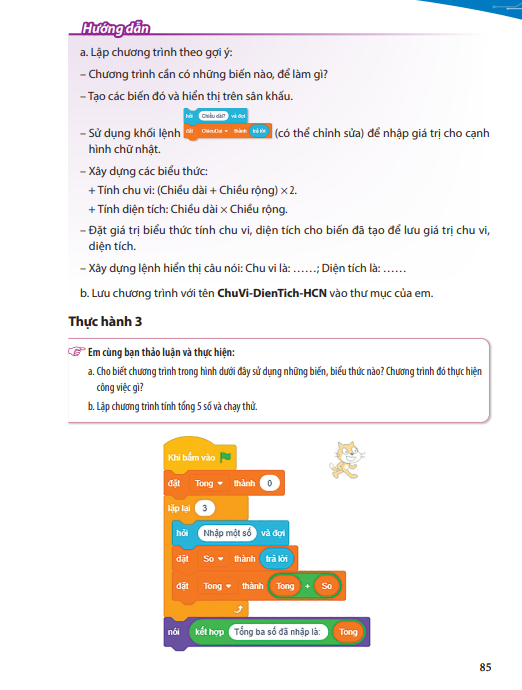 Hướng dẫn
a. Lập chương trình theo gợi ý:
– Chương trình cần có những biến nào, để làm gì?
– Tạo các biến đó và hiển thị trên sân khấu.
hỏi Chiều dài? và đợi
– Sử dụng khối lệnh đặt ChieuDai thành trả lời (có thể chỉnh sửa) để nhập giá trị cho cạnh
hình chữ nhật.
– Xây dựng các biểu thức:
+ Tính chu vi: (Chiều dài + Chiều rộng) × 2.
+ Tính diện tích: Chiều dài × Chiều rộng.
– Đặt giá trị biểu thức tính chu vi, diện tích cho biến đã tạo để lưu giá trị chu vi,
diện tích.
– Xây dựng lệnh hiển thị câu nói: Chu vi là: ……; Diện tích là: ……
b. Lưu chương trình với tên ChuVi-DienTich-HCN vào thư mục của em.
Thực hành 3
Em cùng bạn thảo luận và thực hiện:
a. Cho biết chương trình trong hình dưới đây sử dụng những biến, biểu thức nào? Chương trình đó thực hiện
công việc gì?
b. Lập chương trình tính tổng 5 số và chạy thử.
Khi bấm vào
đặt Tong thành 0
lặp lại 3
hỏi Nhập một số và đợi
đặt So thành trả lời
đặt Tong thành Tong + So
nói kết hợp Tổng ba số đã nhập là: Tong
85